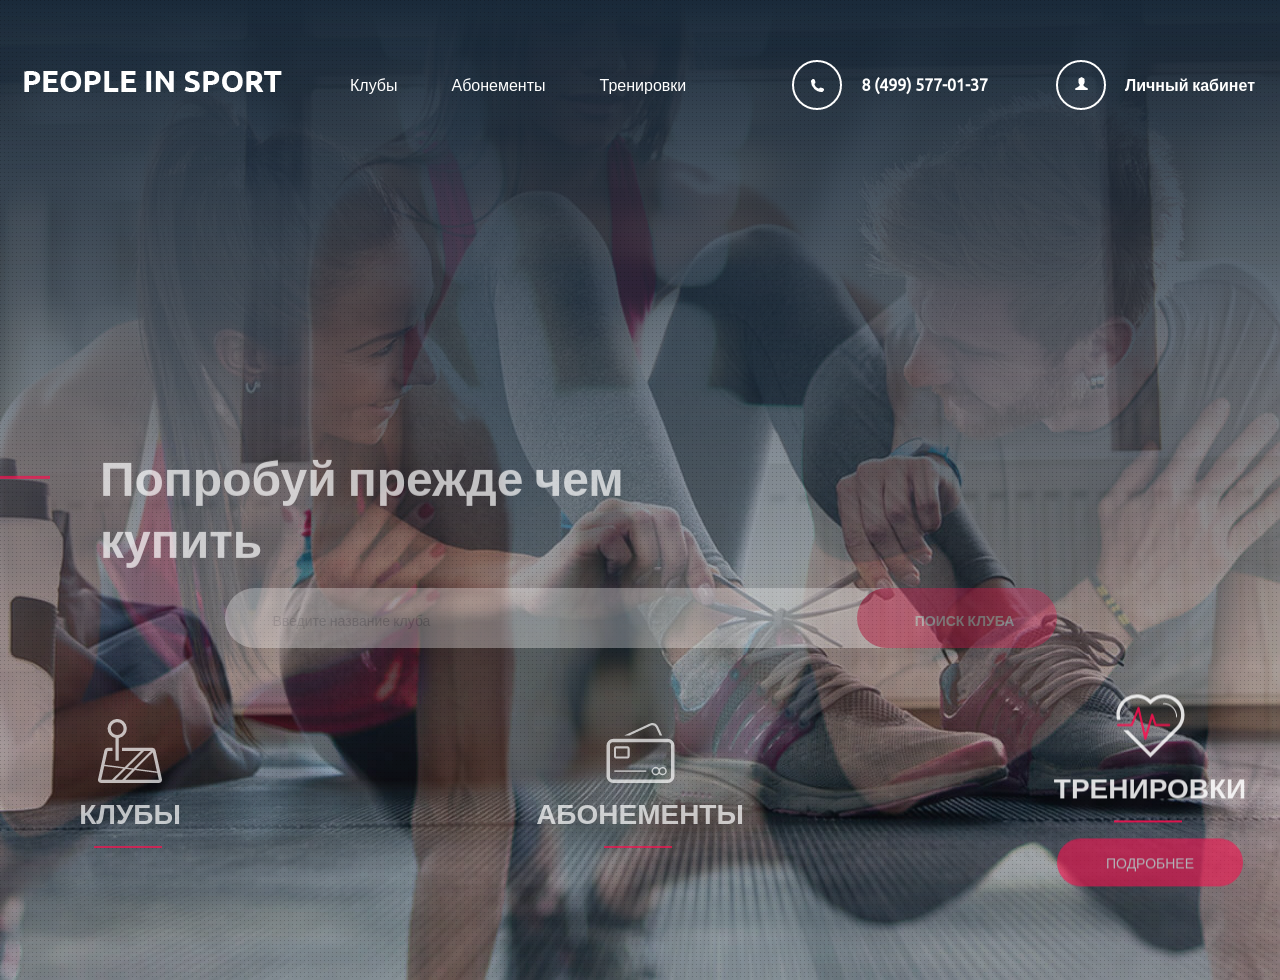 PEOPLE IN SPORT
Клубы
Абонементы
Тренировки
8 (499) 577-01-37
Личный кабинет
Попробуй прежде чем
купить
Введите название клуба
ПОИСК КЛУБА
КЛУБЫ
АБОНЕМЕНТЫ
ТРЕНИРОВКИ
ПОДРОБНЕЕ